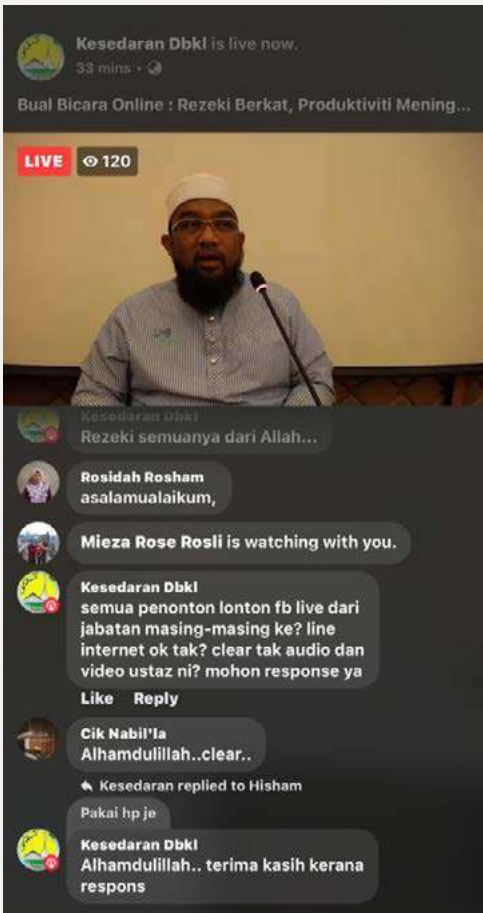 Kesedaran Dbkl is live now.
33 mins •
Bual Bicara Online : Rezeki Berkat, Produktiviti Mening...
LIVE 120
Kesedaran Dbkl
Rezeki semuanya dari Allah...
Rosidah Rosham
asalamualaikum,
Mieza Rose Rosli is watching with you.
Kesedaran Dbkl
semua penonton lonton fb live dari
jabatan masing-masing ke? line
internet ok tak? clear tak audio dan
video ustaz ni? mohon response ya
Like Reply
Cik Nabil'la
Alhamdulillah..clear..
Kesedaran replied to Hisham
Pakai hp je
Kesedaran Dbkl
Alhamdulillah.. terima kasih kerana
respons